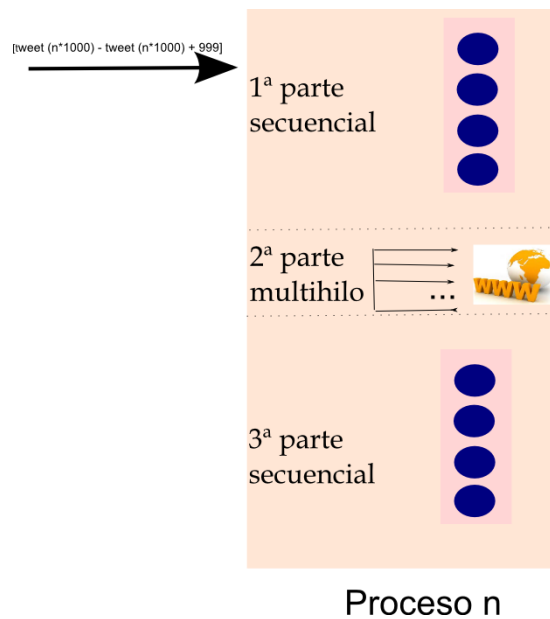 [tweet (n*1000) - tweet (n*1000) + 999]
1ª parte
secuencial
2ª parte
multihilo
...
WWW
3ª parte
secuencial
Proceso n